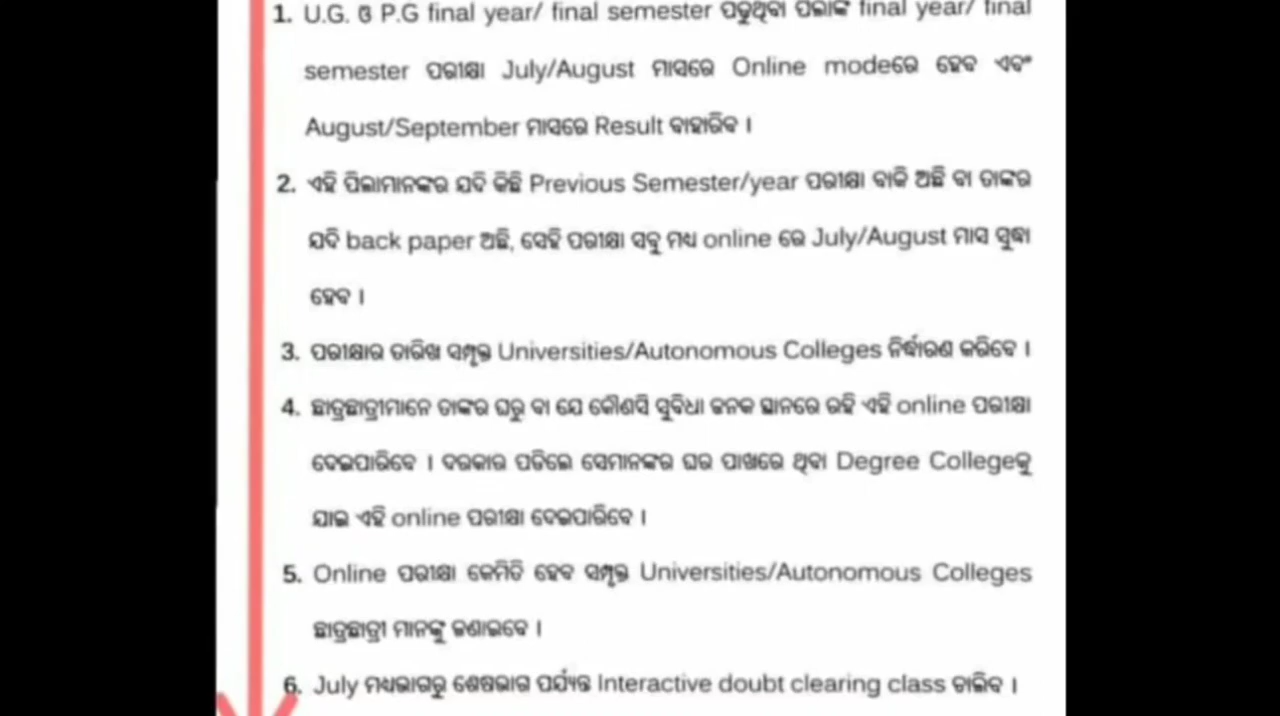 1. U.G. ଓ P.G final year/ final semester ପଢୁଥିବା ପିଲାଙ୍କ final year/ final
semester ପରୀକ୍ଷା July/August ମାସରେ Online modeରେ ହେବ ଏବଂ
August/September ମାସରେ Result ବାହାରିବ ।
2. ଏହି ପିଲାମାନଙ୍କର ଯଦି କିଛି Previous Semester/year ପରୀକ୍ଷା ବାକି ଅଛି ବା ତାଙ୍କର
ଯଦି back paper ଅଛି, ସେହି ପରୀକ୍ଷା ସବୁ ମଧ୍ୟ online ରେ July/August ମାସ ସୁଦ୍ଧା
ହେବ ।
3. ପରୀକ୍ଷାର ତାରିଖ ସମ୍ପୃକ୍ତ Universities/Autonomous Colleges ନିର୍ଦ୍ଧାରଣ କରିବେ ।
4. ଛାତ୍ରଛାତ୍ରୀମାନେ ତାଙ୍କର ଘରୁ ବା ଯେ କୌଣସି ସୁବିଧା ଜନକ ସ୍ଥାନରେ ରହି ଏହି online ପରୀକ୍ଷା
ଦେଇପାରିବେ । ଦରକାର ପଡିଲେ ସେମାନଙ୍କର ଘର ପାଖରେ ଥିବା Degree Collegeକୁ
ଯାଇ ଏହି online ପରୀକ୍ଷା ଦେଇପାରିବେ ।
5. Online ପରୀକ୍ଷା କେମିତି ହେବ ସମ୍ପୃକ୍ତ Universities/Autonomous Colleges
ଛାତ୍ରଛାତ୍ରୀ ମାନଙ୍କୁ ଜଣାଇବେ ।
6. July ମଧ୍ୟଭାଗରୁ ଶେଷଭାଗ ପର୍ଯ୍ୟନ୍ତ Interactive doubt clearing class ଚାଲିବ ।